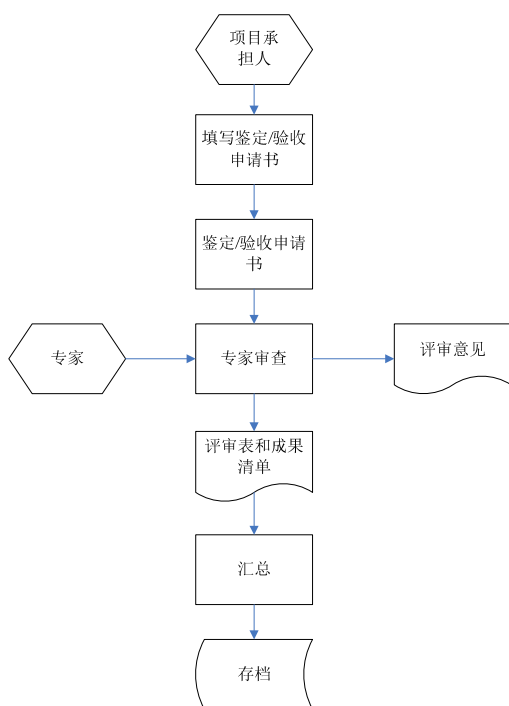 项目承
担人
填写鉴定/验收
申请书
鉴定/验收申请
书
专家
专家审查
评审意见
评审表和成果
清单
汇总
存档